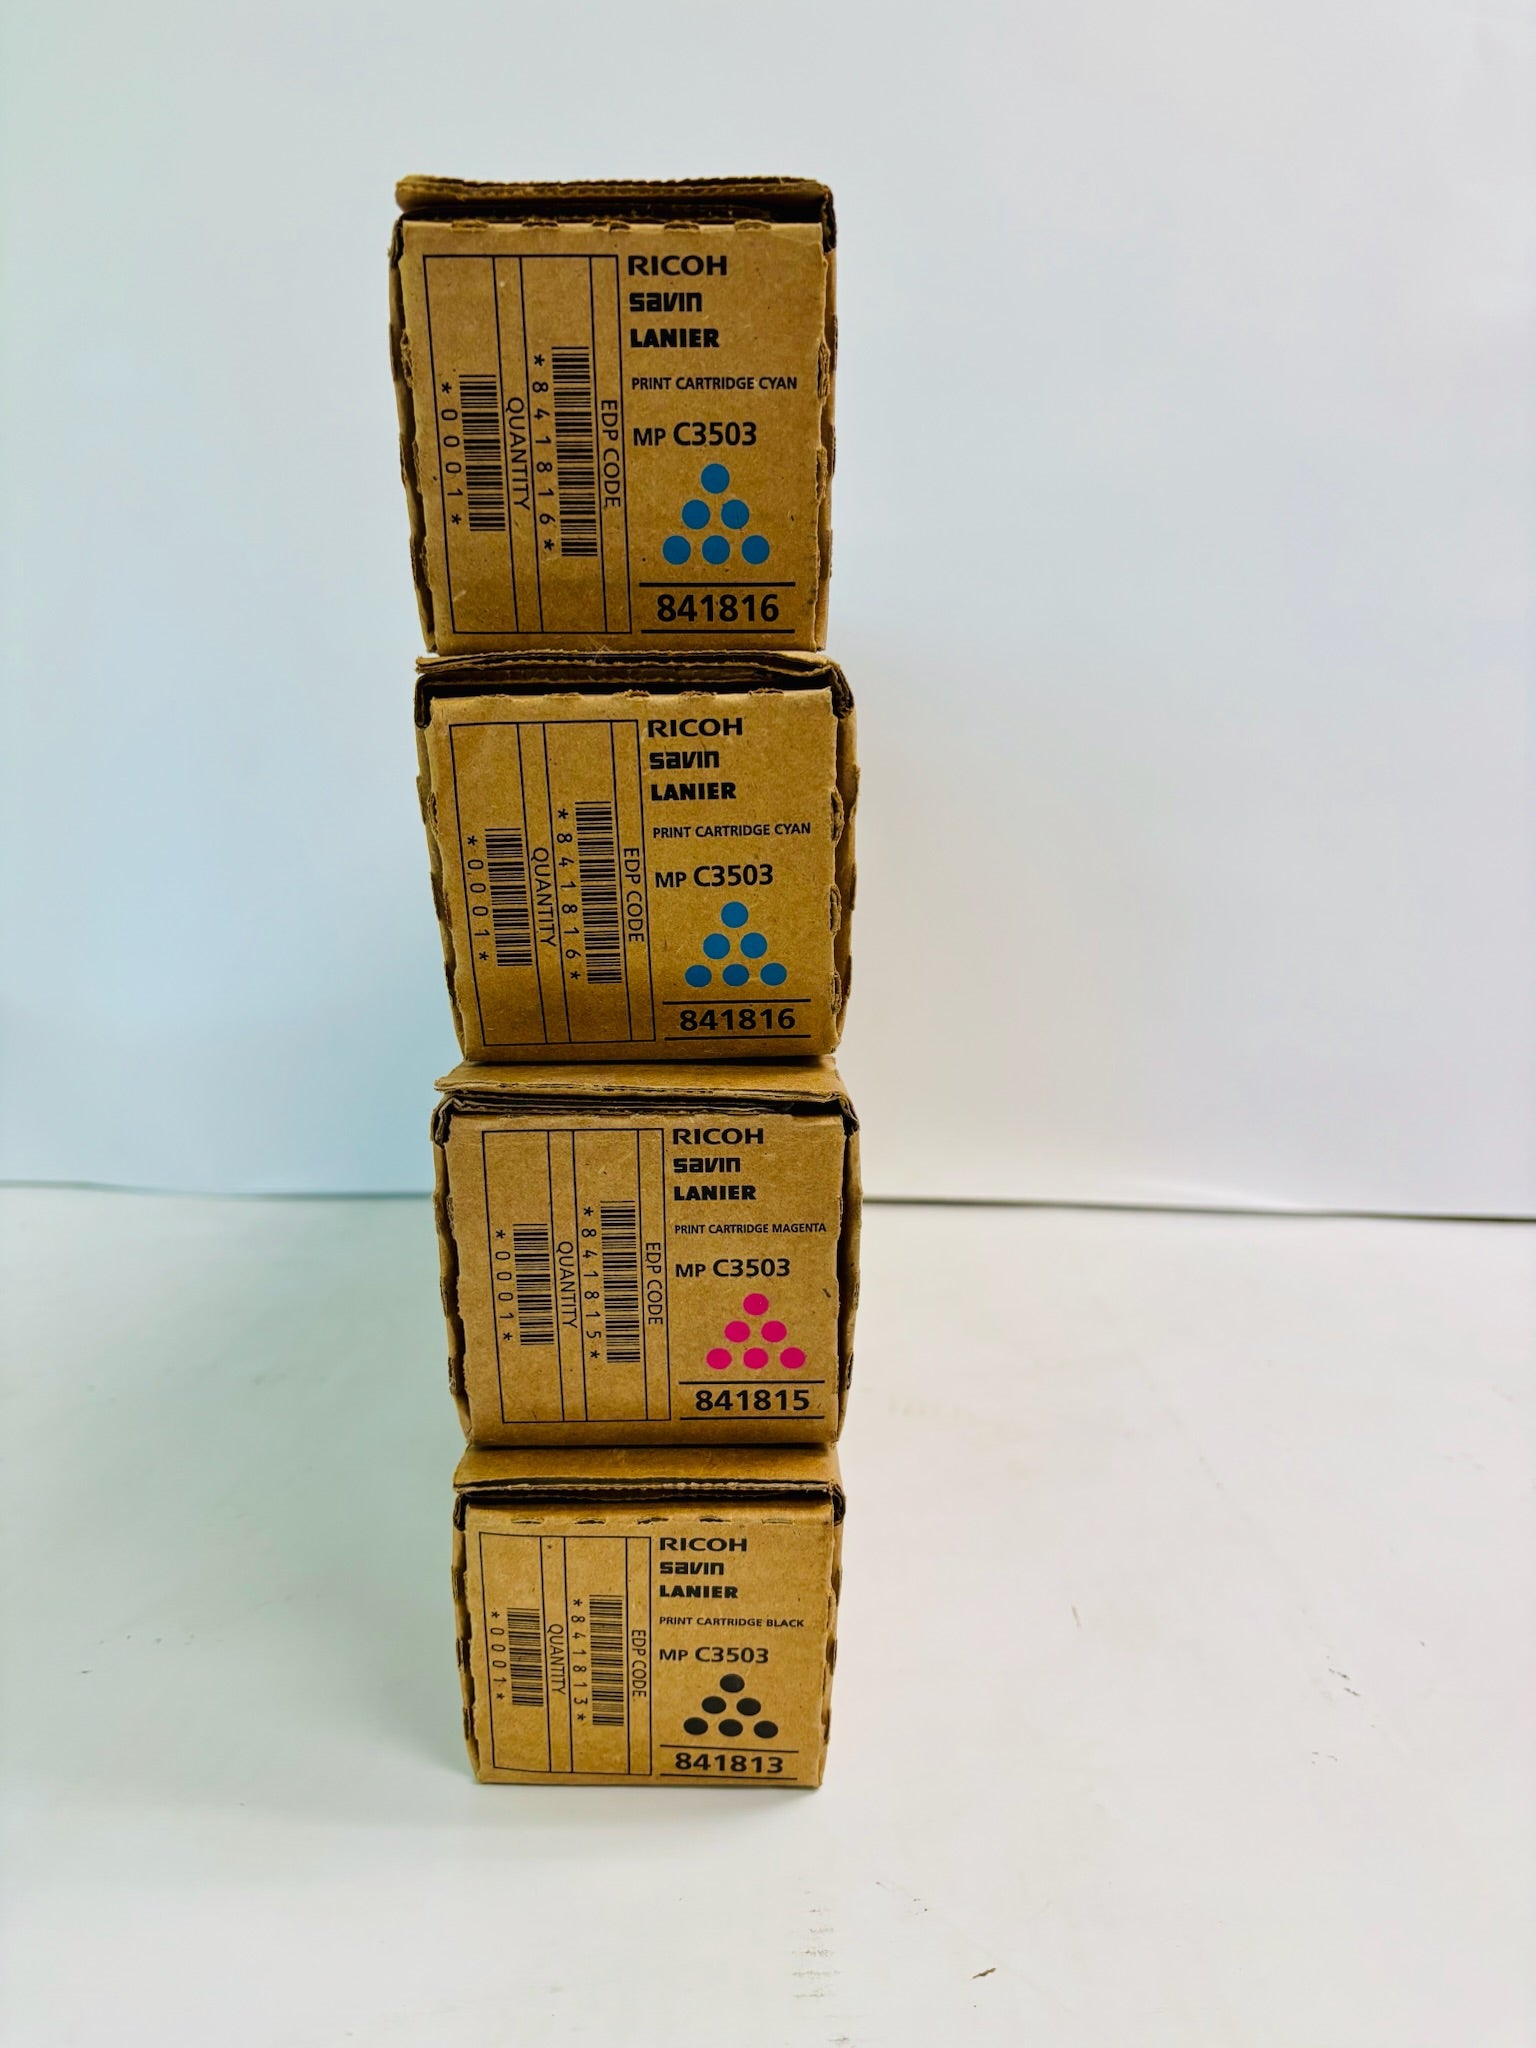 RICOH
savin
LANIER
PRINT CARTRIDGE CYAN
MP C3503
841816
EDP CODE
*841816*
QUANTITY
*0001*
RICOH
savin
LANIER
PRINT CARTRIDGE CYAN
MP C3503
841816
EDP CODE
*841816*
QUANTITY
*0001*
RICOH
savin
LANIER
PRINT CARTRIDGE MAGENTA
MP C3503
841815
EDP CODE
*841815*
QUANTITY
*0001*
RICOH
savin
LANIER
PRINT CARTRIDGE BLACK
MP C3503
841813
EDP CODE
*841813*
QUANTITY
*0001*